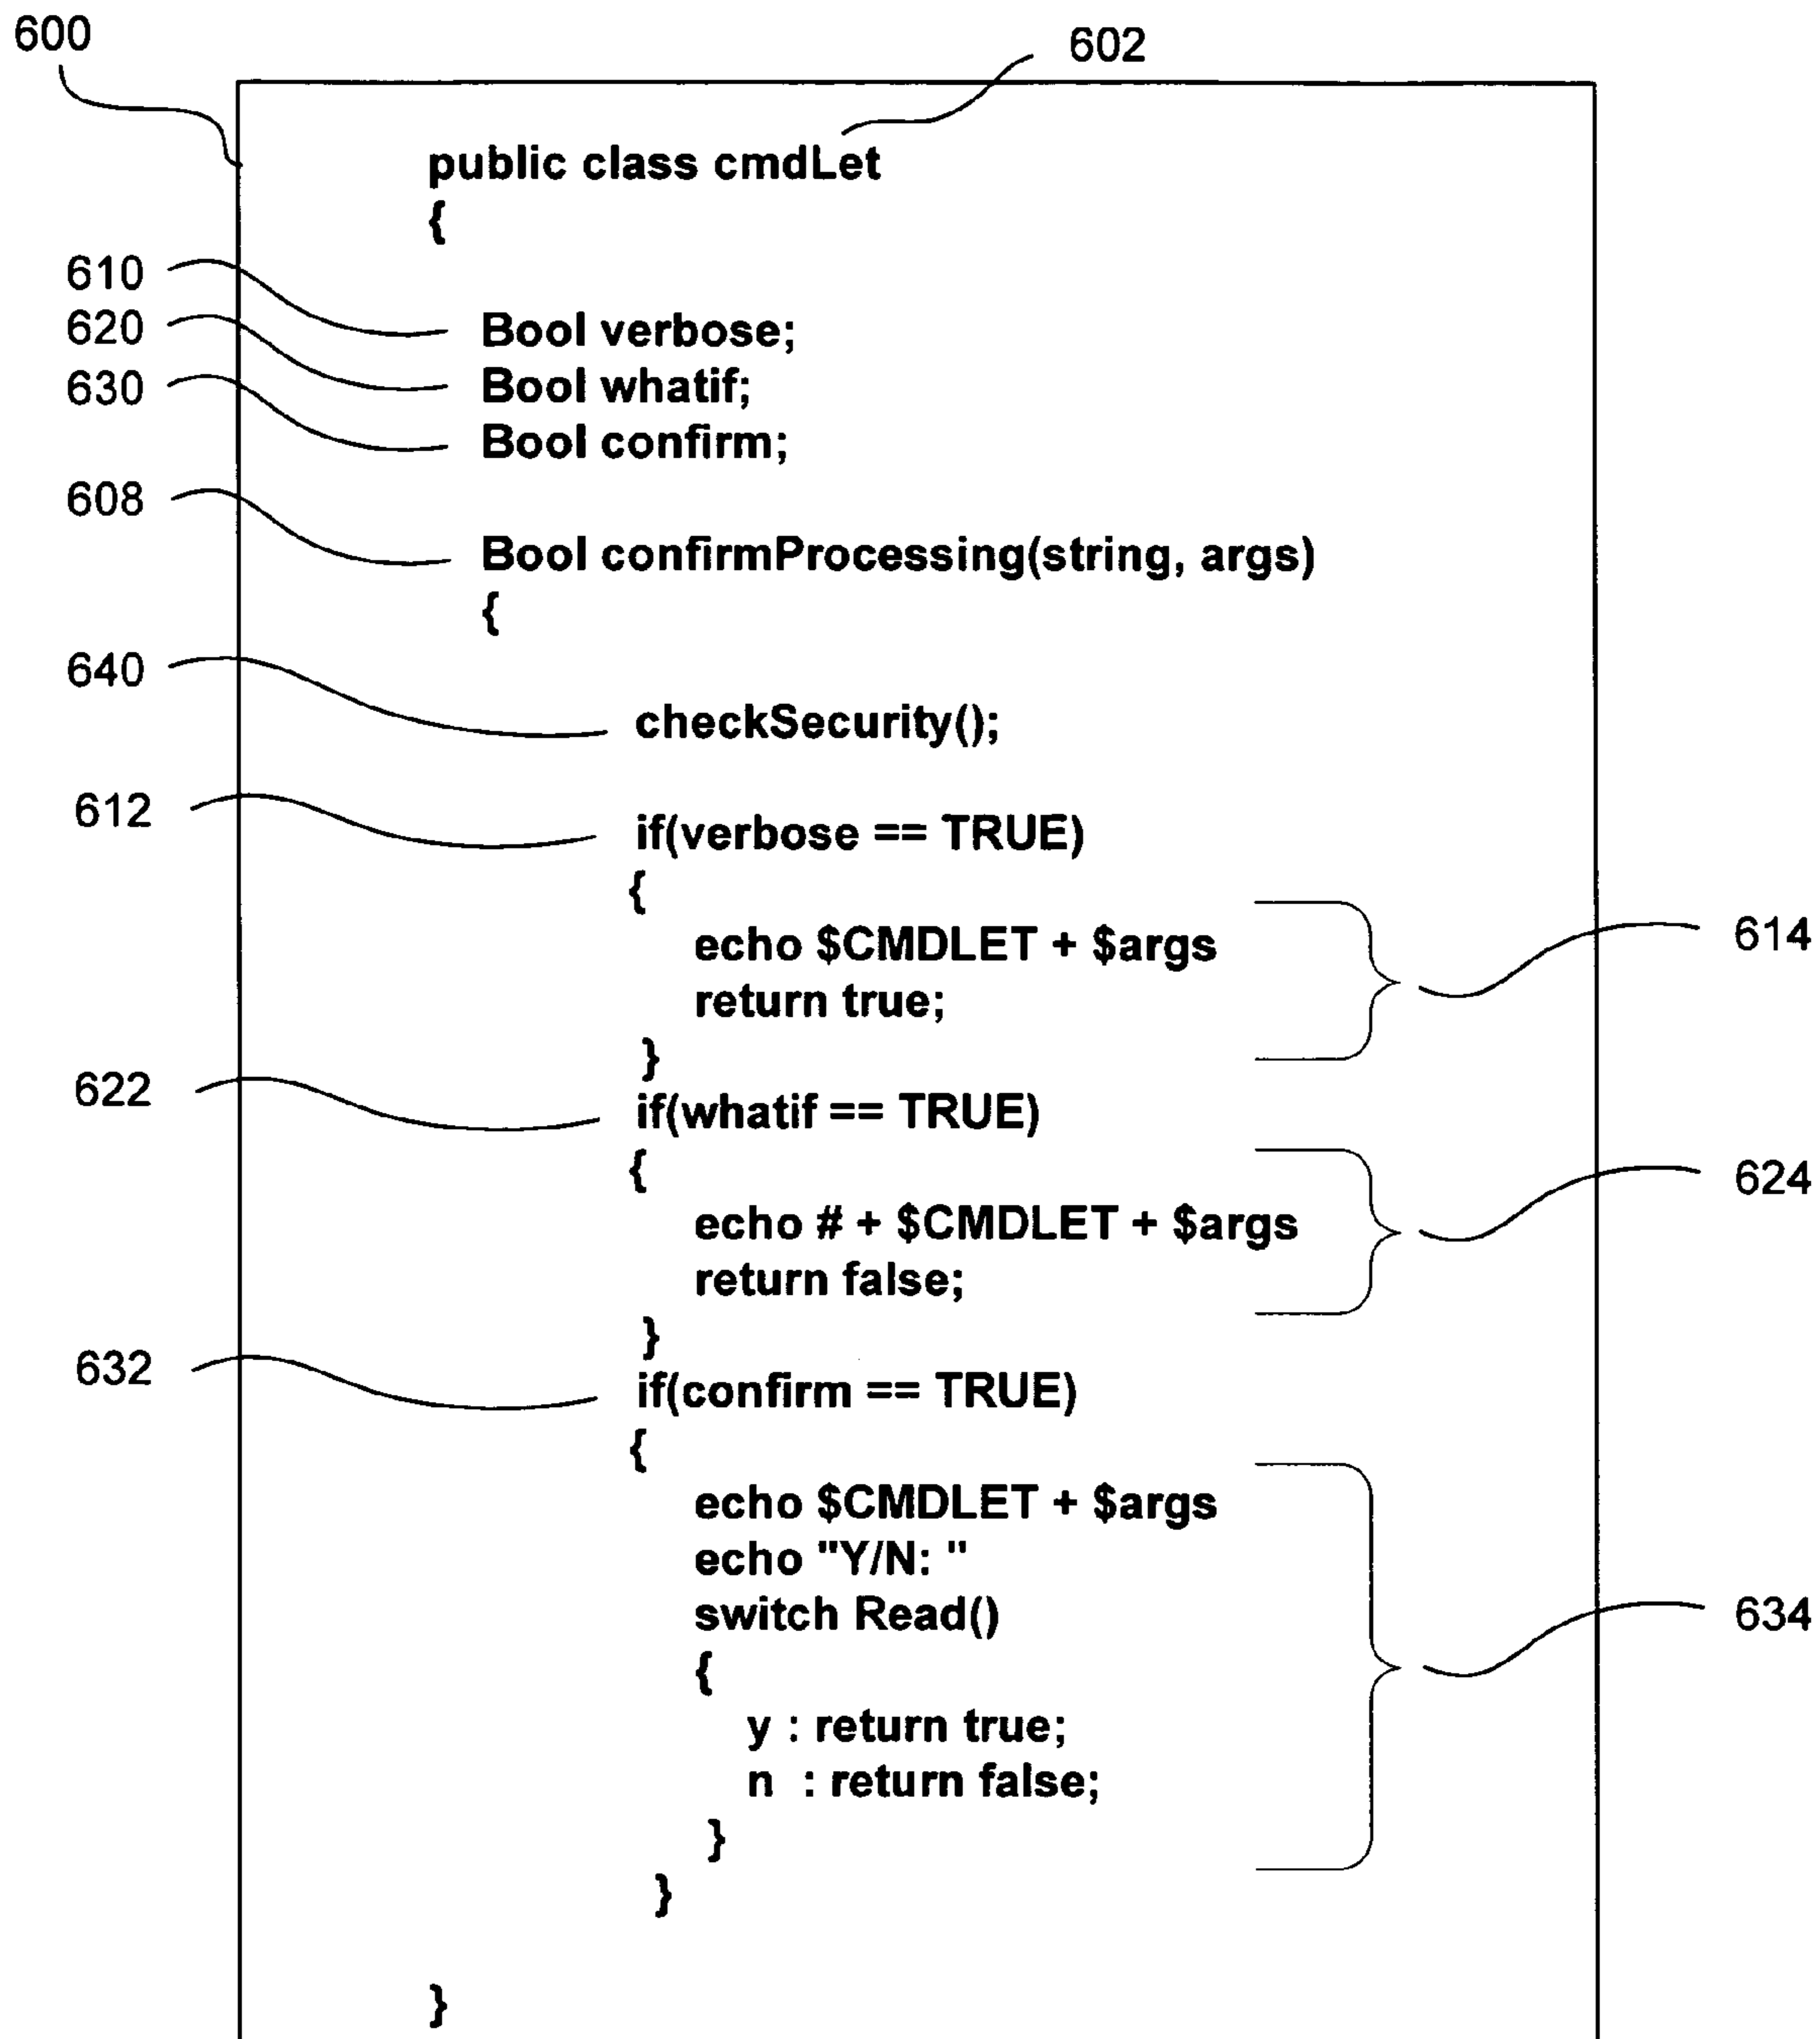 600
602
public class cmdLet
{
610
620
Bool verbose;
630
Bool whatif;
Bool confirm;
608
Bool confirmProcessing(string, args)
{
640
checkSecurity();
612
if(verbose == TRUE)
{
echo $CMDLET + $args
614
return true;
}
622
if(whatif == TRUE)
{
624
echo # + $CMDLET + $args
return false;
}
632
if(confirm == TRUE)
{
echo $CMDLET + $args
echo "Y/N: "
switch Read()
634
{
y : return true;
n : return false;
}
}
}